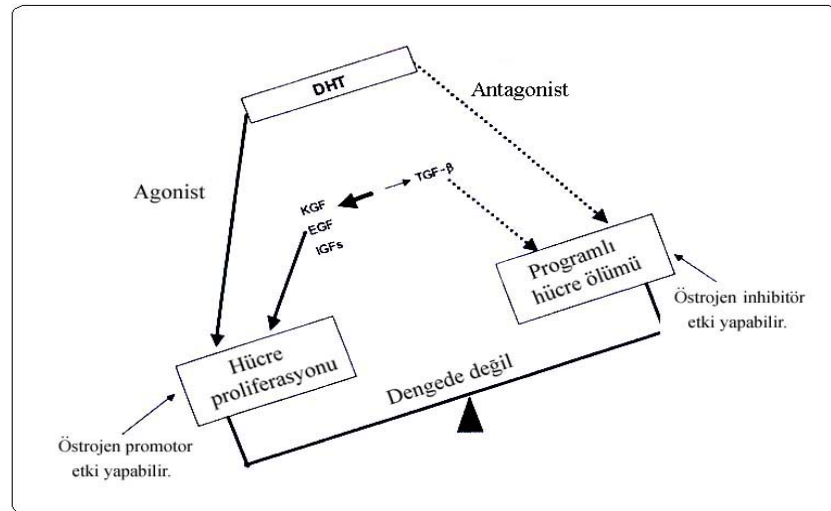 DHT
Antagonist
Agonist
TGF-β
KGF
EGF
IGFs
Programlı
hücre ölümü
Östrojen inhibitör
etki yapabilir.
Hücre
proliferasyonu
Dengede değil
Östrojen promotor
etki yapabilir.